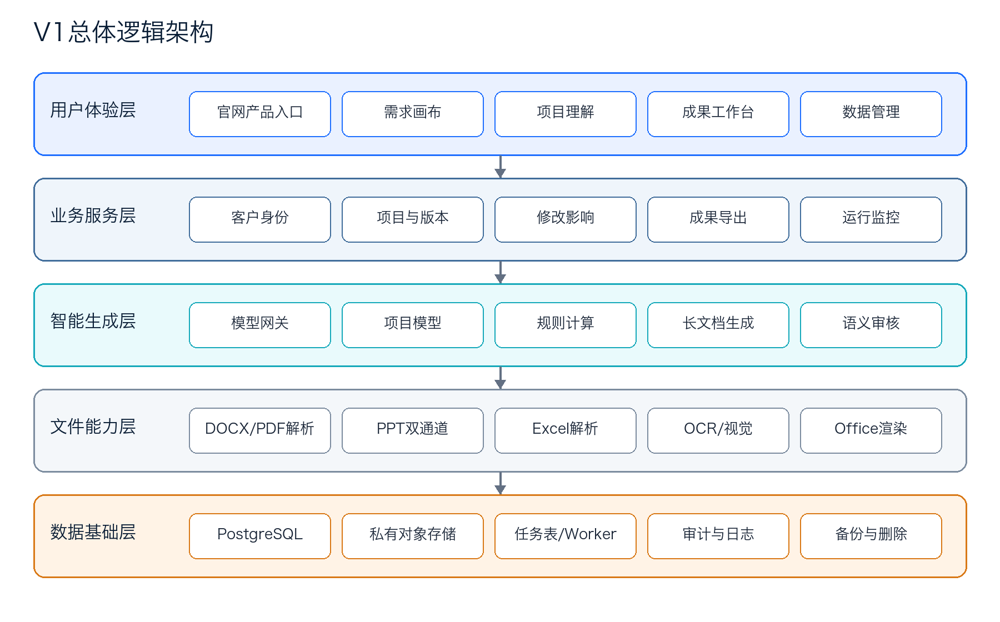 V1总体逻辑架构
用户体验层
官网产品入口
需求画布
项目理解
成果工作台
数据管理
业务服务层
客户身份
项目与版本
修改影响
成果导出
运行监控
智能生成层
模型网关
项目模型
规则计算
长文档生成
语义审核
文件能力层
DOCX/PDF解析
PPT双通道
Excel解析
OCR/视觉
Office渲染
数据基础层
PostgreSQL
私有对象存储
任务表/Worker
审计与日志
备份与删除